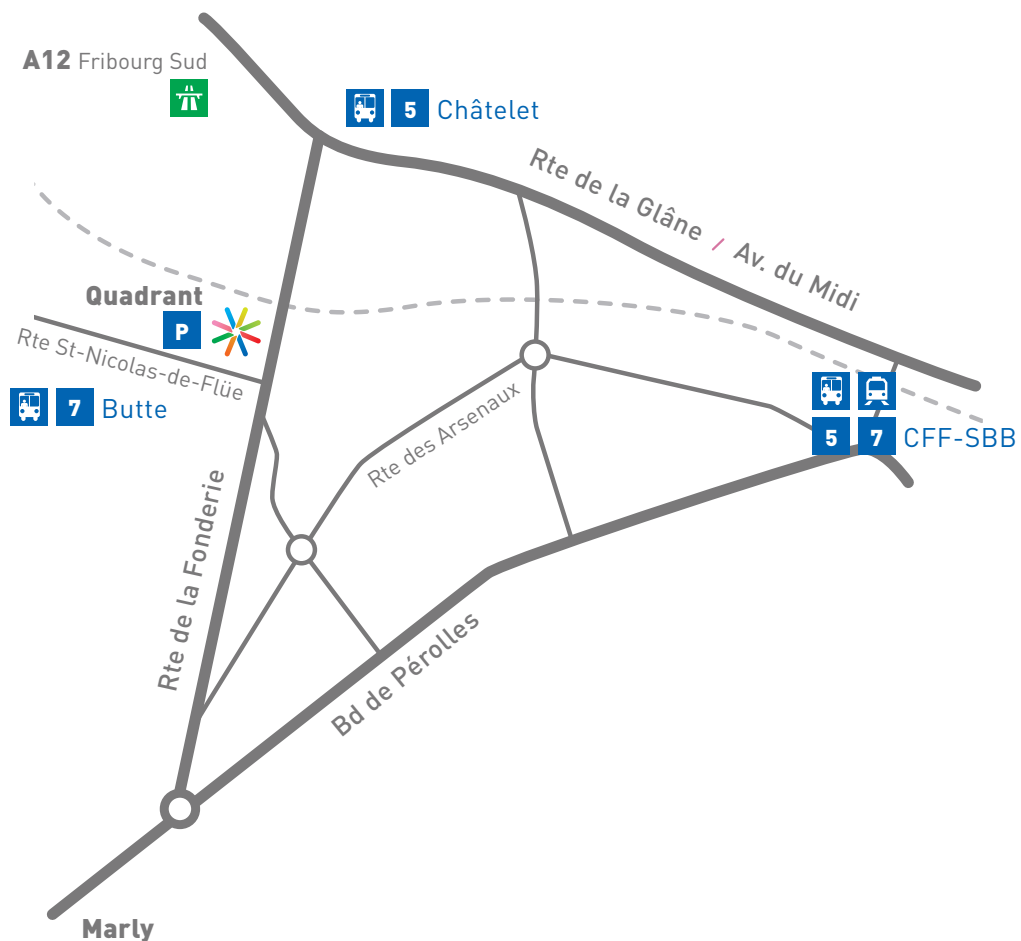 A12 Fribourg Sud
5 Châtelet
Rte de la Glâne / Av. du Midi
Quadrant
P
Rte St-Nicolas-de-Flüe
7 Butte
Rte des Arsenaux
5 7 CFF-SBB
Rte de la Fonderie
Bd de Pérolles
Marly